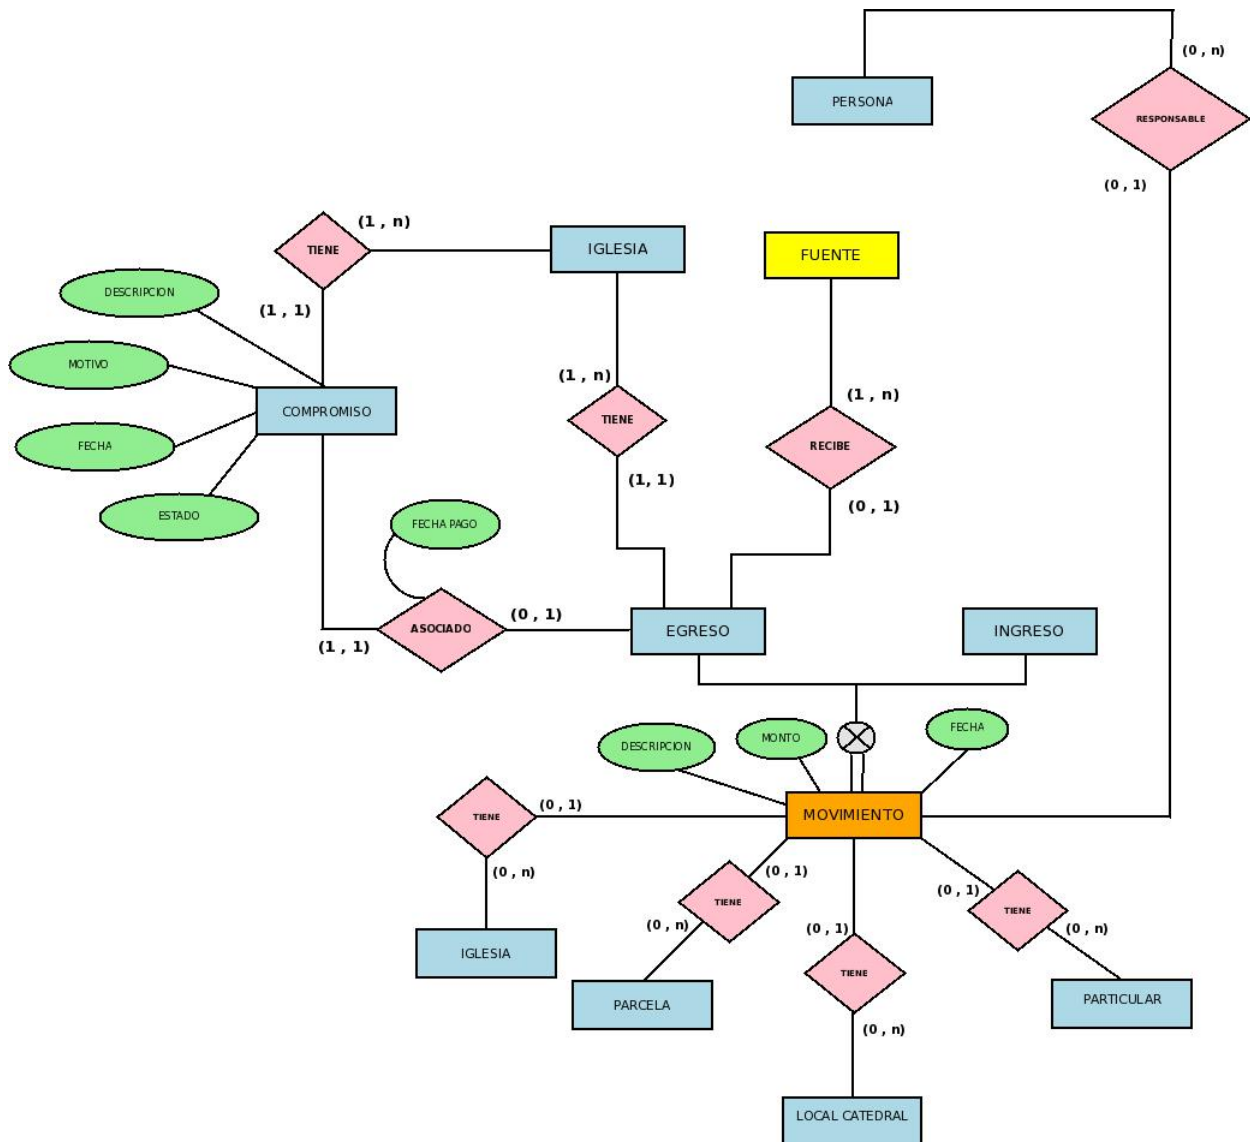 (0 , n)
PERSONA
RESPONSABLE
(0 , 1)
(1 , n)
TIENE
IGLESIA
FUENTE
DESCRIPCION
(1 , 1)
MOTIVO
(1 , n)
(1 , n)
COMPROMISO
TIENE
FECHA
RECIBE
(1, 1)
(0 , 1)
ESTADO
FECHA PAGO
(0 , 1)
ASOCIADO
EGRESO
INGRESO
(1 , 1)
FECHA
MONTO
DESCRIPCION
(0 , 1)
TIENE
MOVIMIENTO
(0 , n)
(0 , 1)
(0 , 1)
TIENE
TIENE
(0 , n)
(0 , 1)
(0 , n)
IGLESIA
TIENE
PARCELA
PARTICULAR
(0 , n)
LOCAL CATEDRAL